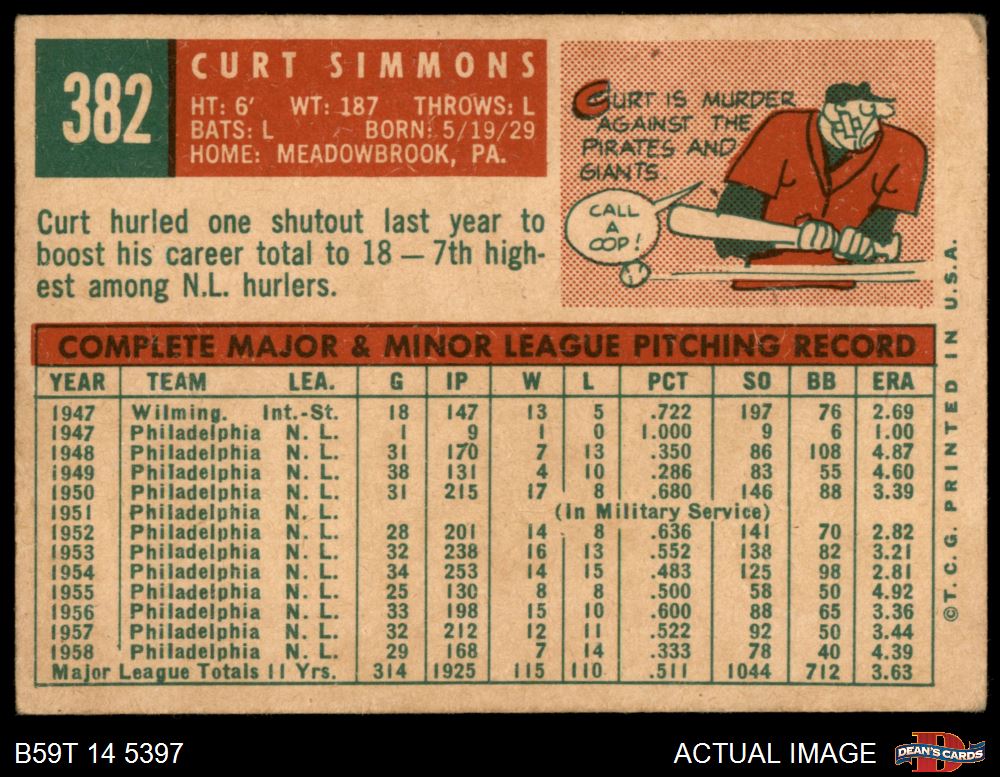 382
CURT SIMMONS
HT: 6' WT: 187 THROWS: L
BATS: L BORN: 5/19/29
HOME: MEADOWBROOK, PA.
CURT IS MURDER
AGAINST THE
PIRATES AND
GIANTS.
CALL
A
COP!
Curt hurled one shutout last year to
boost his career total to 18 — 7th high-
est among N.L. hurlers.
COMPLETE MAJOR & MINOR LEAGUE PITCHING RECORD
YEAR TEAM LEA. G IP W L PCT SO BB ERA
1947 Wilming. Int.-St. 18 147 13 5 .722 197 76 2.69
1947 Philadelphia N. L. 1 9 1 0 1.000 9 6 1.00
1948 Philadelphia N. L. 31 170 7 13 .350 86 108 4.87
1949 Philadelphia N. L. 38 131 4 10 .286 83 55 4.60
1950 Philadelphia N. L. 31 215 17 8 .680 146 88 3.39
1951 Philadelphia N. L. (In Military Service)
1952 Philadelphia N. L. 28 201 14 8 .636 141 70 2.82
1953 Philadelphia N. L. 32 238 16 13 .552 138 82 3.21
1954 Philadelphia N. L. 34 253 14 15 .483 125 98 2.81
1955 Philadelphia N. L. 25 130 8 8 .500 58 50 4.92
1956 Philadelphia N. L. 33 198 15 10 .600 88 65 3.36
1957 Philadelphia N. L. 32 212 12 11 .522 92 50 3.44
1958 Philadelphia N. L. 29 168 7 14 .333 78 40 4.39
Major League Totals 11 Yrs. 314 1925 115 110 .511 1044 712 3.63
©T.C.G. PRINTED IN U.S.A.
B59T 14 5397
ACTUAL IMAGE
DEAN'S CARDS